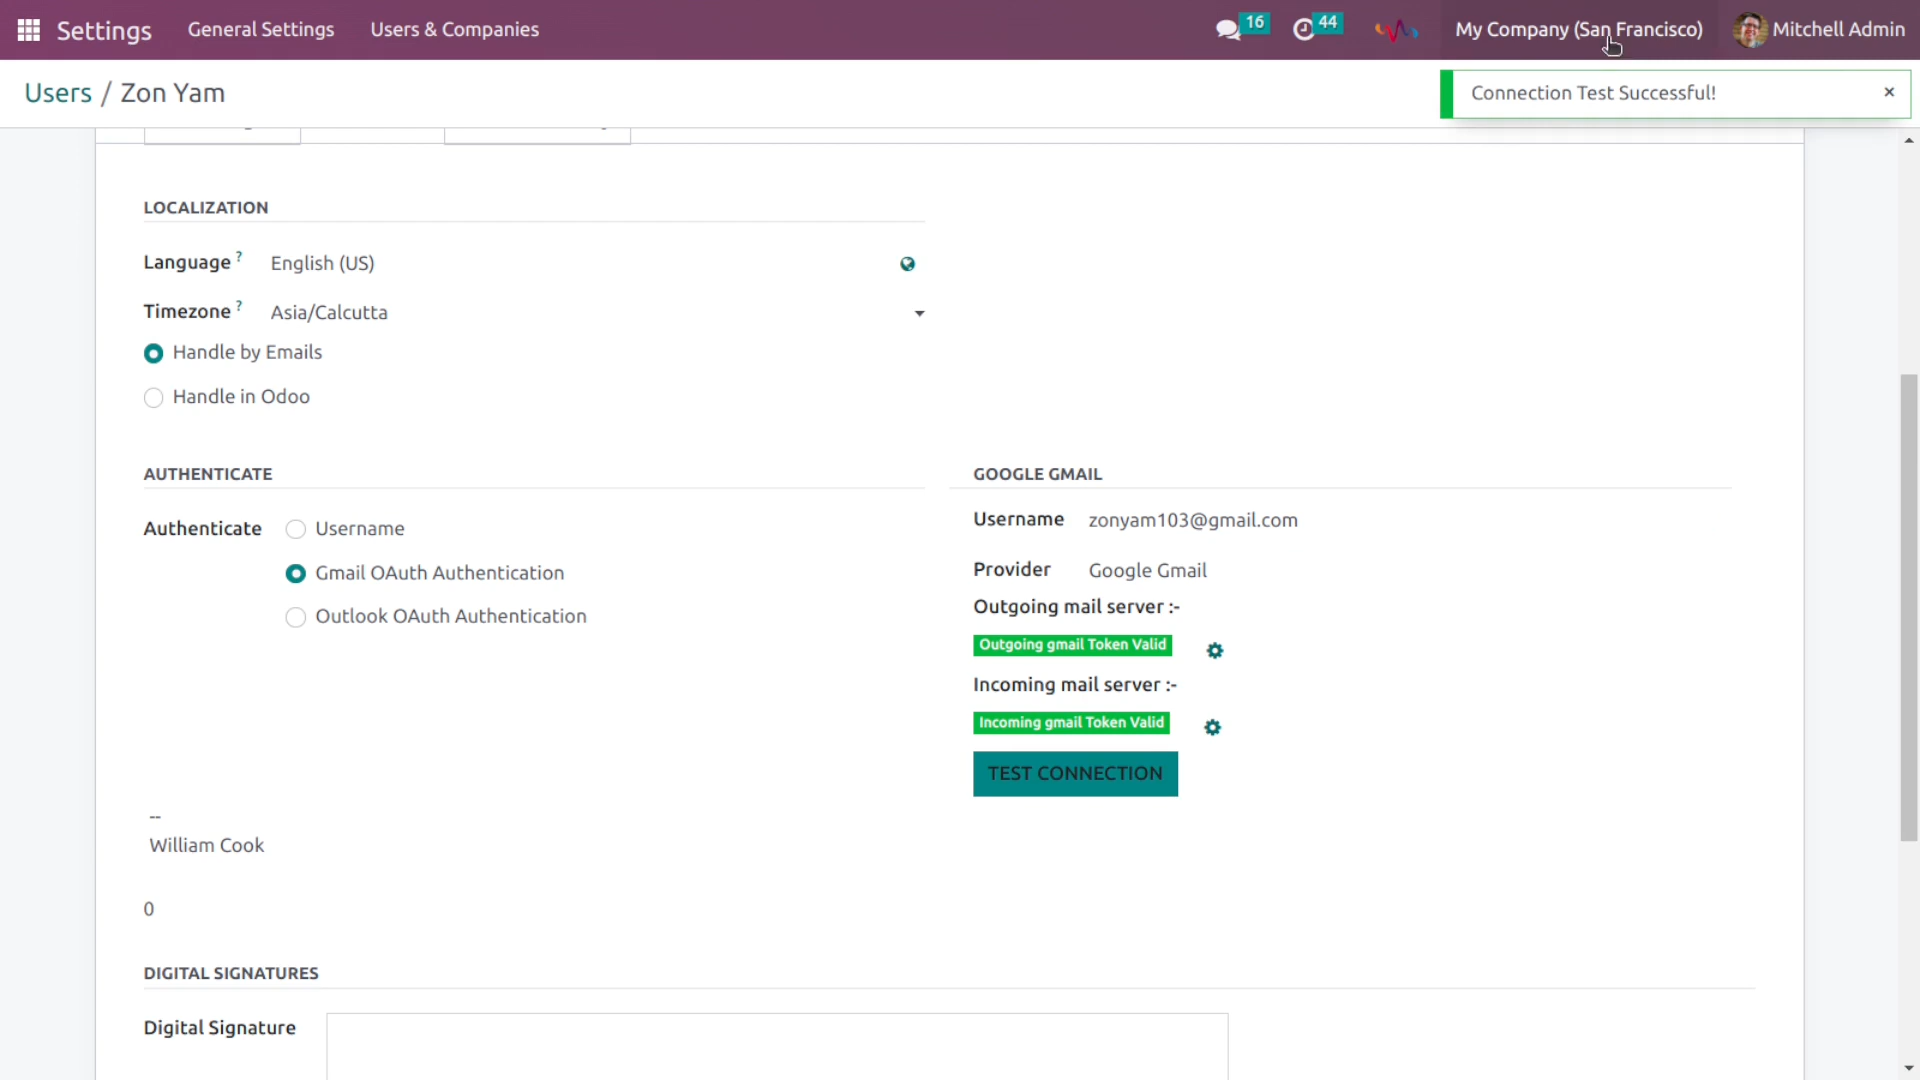 Settings General Settings Users & Companies 16 44 My Company (San Francisco) Mitchell Admin
Users / Zon Yam
Connection Test Successful! ×
LOCALIZATION
Language ? English (US)
Timezone ? Asia/Calcutta
Handle by Emails
Handle in Odoo
AUTHENTICATE
Authenticate Username
Gmail OAuth Authentication
Outlook OAuth Authentication
GOOGLE GMAIL
Username zonyam103@gmail.com
Provider Google Gmail
Outgoing mail server :-
Outgoing gmail Token Valid
Incoming mail server :-
Incoming gmail Token Valid
TEST CONNECTION
--
William Cook
0
DIGITAL SIGNATURES
Digital Signature